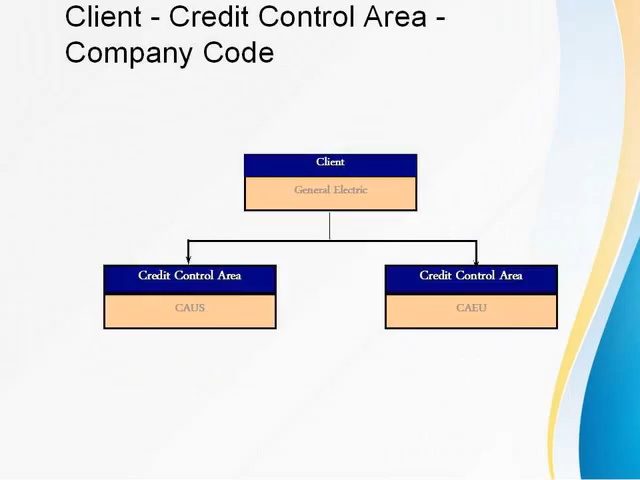 Client - Credit Control Area -
Company Code
Client
General Electric
Credit Control Area
CAUS
Credit Control Area
CAEU